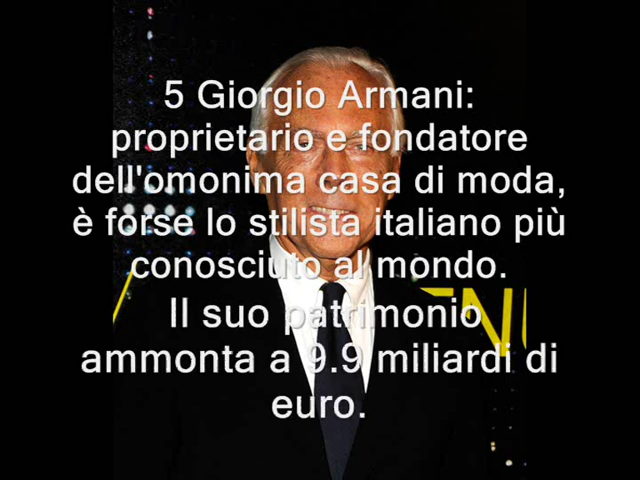 5 Giorgio Armani:
proprietario e fondatore
dell'omonima casa di moda,
è forse lo stilista italiano più
conosciuto al mondo.
Il suo patrimonio
ammonta a 9.9 miliardi di
euro.